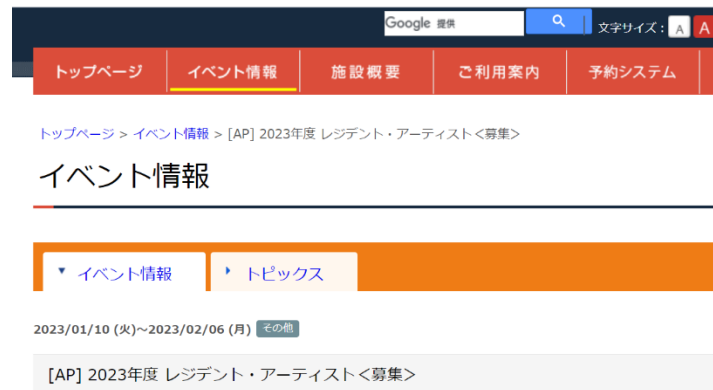 Google 提供
文字サイズ： A A
トップページ イベント情報 施設概要 ご利用案内 予約システム
トップページ > イベント情報 > [AP] 2023年度 レジデント・アーティスト＜募集＞
イベント情報
イベント情報 トピックス
2023/01/10 (火)～2023/02/06 (月) その他
[AP] 2023年度 レジデント・アーティスト＜募集＞